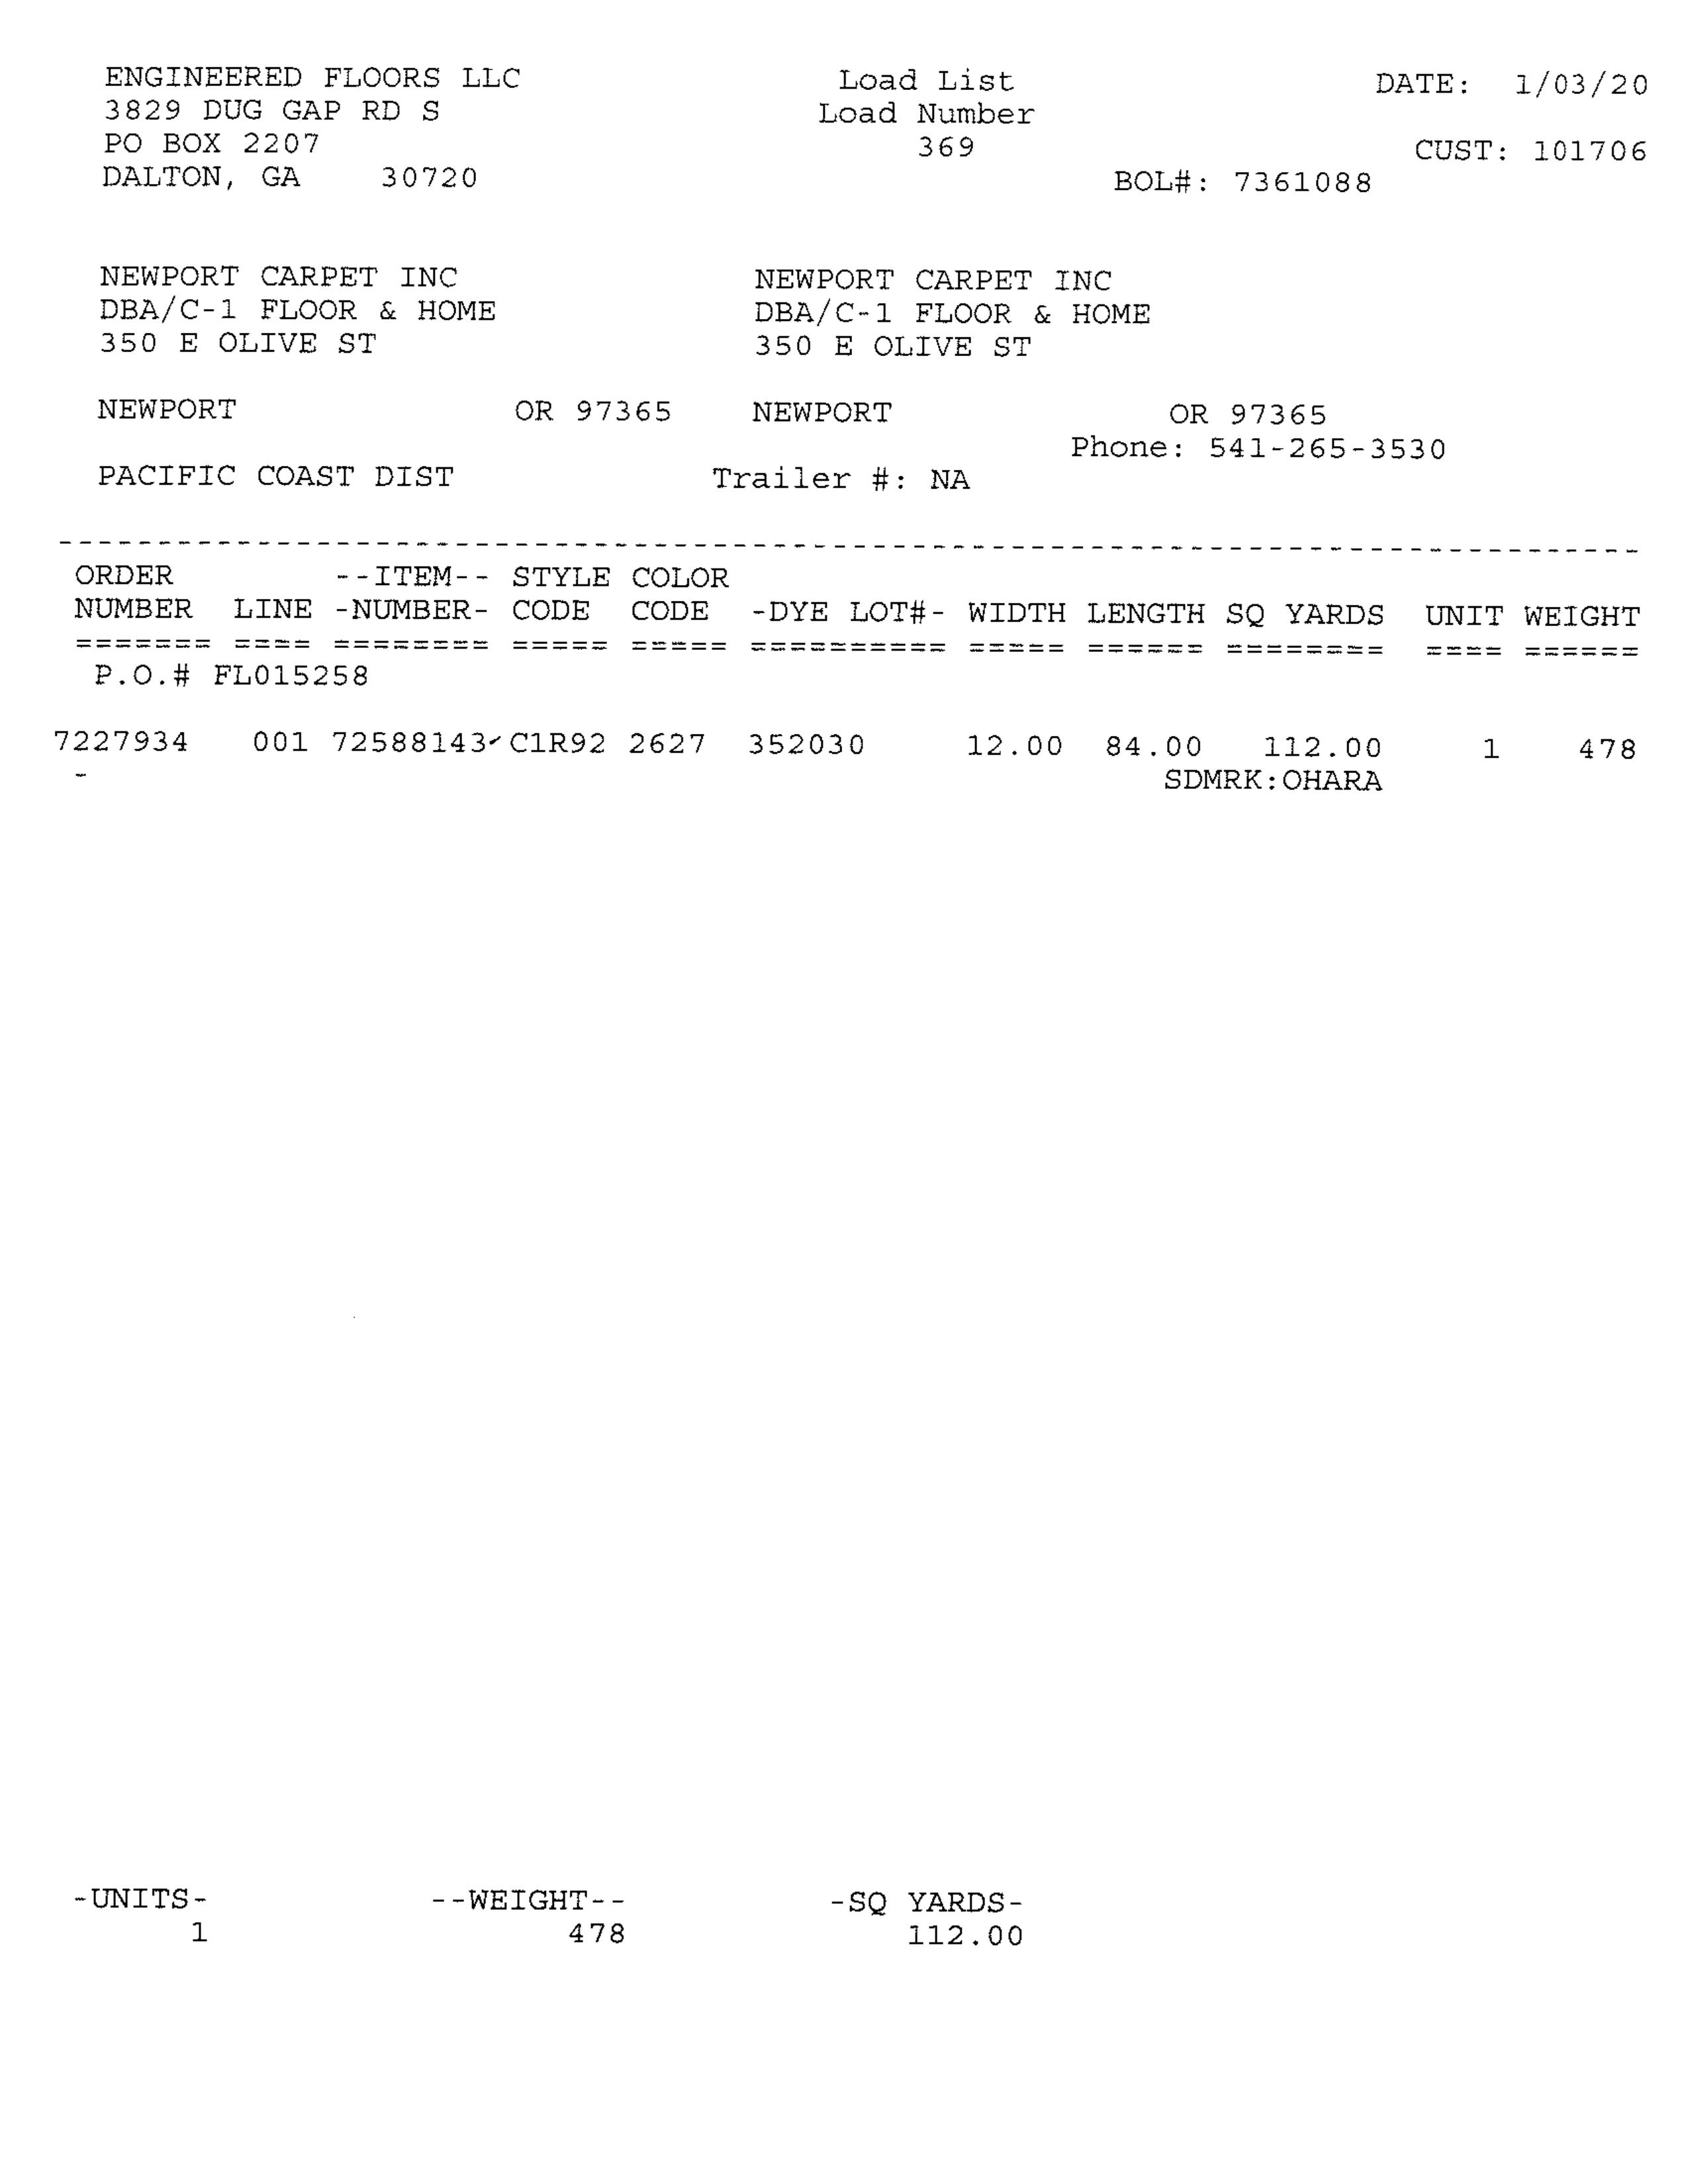 ENGINEERED FLOORS LLC Load List DATE: 1/03/20
3829 DUG GAP RD S Load Number
PO BOX 2207 369 CUST: 101706
DALTON, GA 30720 BOL#: 7361088
NEWPORT CARPET INC NEWPORT CARPET INC
DBA/C-1 FLOOR & HOME DBA/C-1 FLOOR & HOME
350 E OLIVE ST 350 E OLIVE ST
NEWPORT OR 97365 NEWPORT OR 97365
Phone: 541-265-3530
PACIFIC COAST DIST Trailer #: NA
--------------------------------------------------------------------------------
ORDER --ITEM-- STYLE COLOR
NUMBER LINE -NUMBER- CODE CODE -DYE LOT#- WIDTH LENGTH SQ YARDS UNIT WEIGHT
======= ==== ======== ===== ===== ========== ===== ====== ======== ==== ======
P.O.# FL015258
7227934 001 72588143 C1R92 2627 352030 12.00 84.00 112.00 1 478
- SDMRK:OHARA
-UNITS- --WEIGHT-- -SQ YARDS-
1 478 112.00